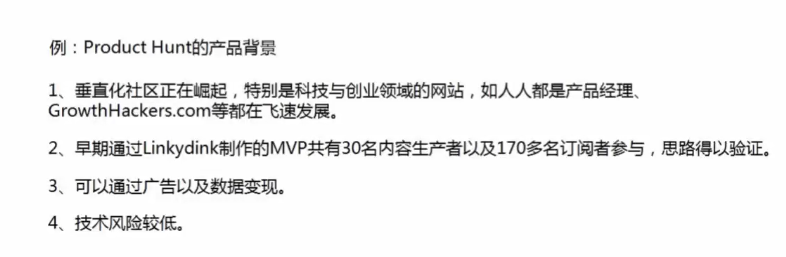 例：Product Hunt的产品背景
1、垂直化社区正在崛起，特别是科技与创业领域的网站，如人人都是产品经理、
GrowthHackers.com等都在飞速发展。
2、早期通过Linkydink制作的MVP共有30名内容生产者以及170多名订阅者参与，思路得以验证。
3、可以通过广告以及数据变现。
4、技术风险较低。